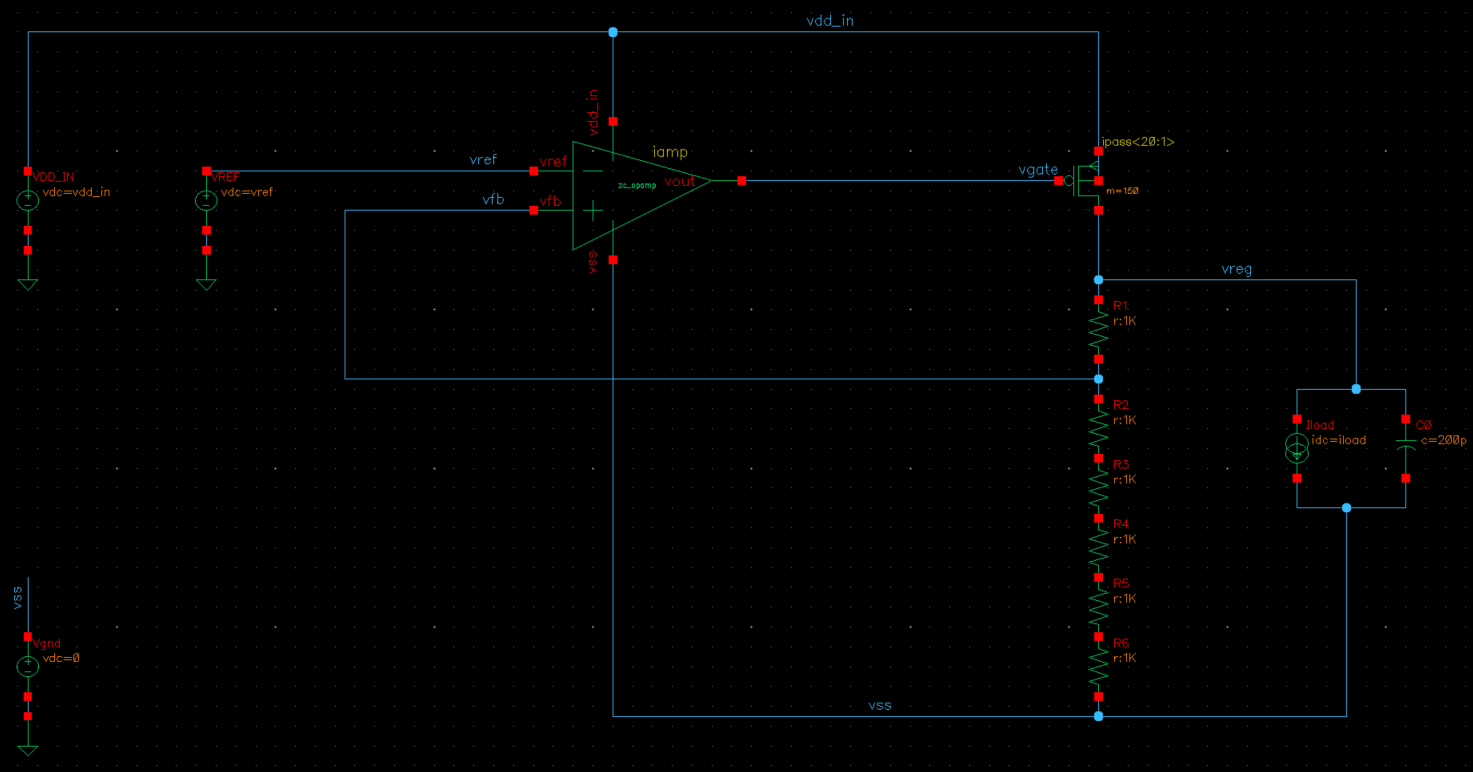 vdd_in
vdd_in
ipass<20:1>
iamp
vref
vref
vgate
zc_opamp
vout
VDD_IN
vdc=vdd_in
VREF
vdc=vref
m=150
vfb
vfb
vss
vreg
R1
r:1K
R2
r:1K
Iload
idc=iload
C0
c=200p
R3
r:1K
R4
r:1K
R5
r:1K
vss
R6
r:1K
Vgnd
vdc=0
vss